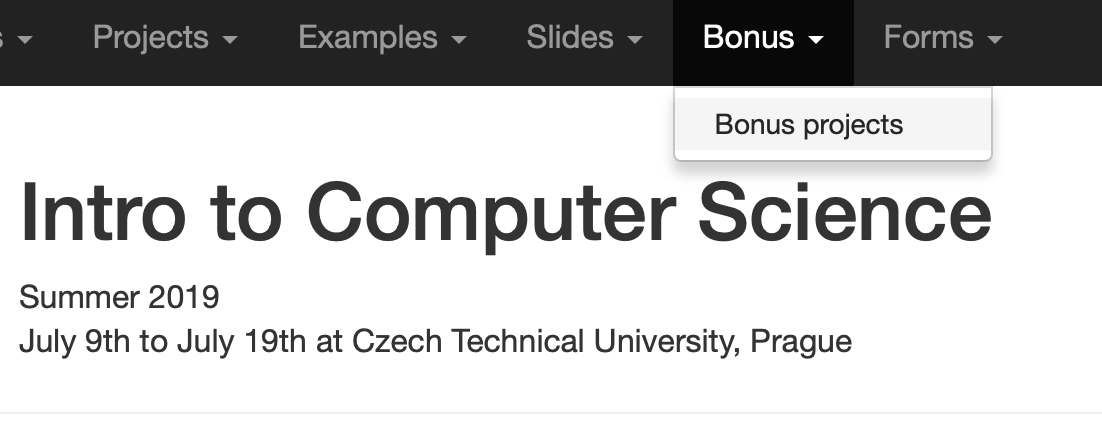 s Projects Examples Slides Bonus Forms
Bonus projects
Intro to Computer Science
Summer 2019
July 9th to July 19th at Czech Technical University, Prague